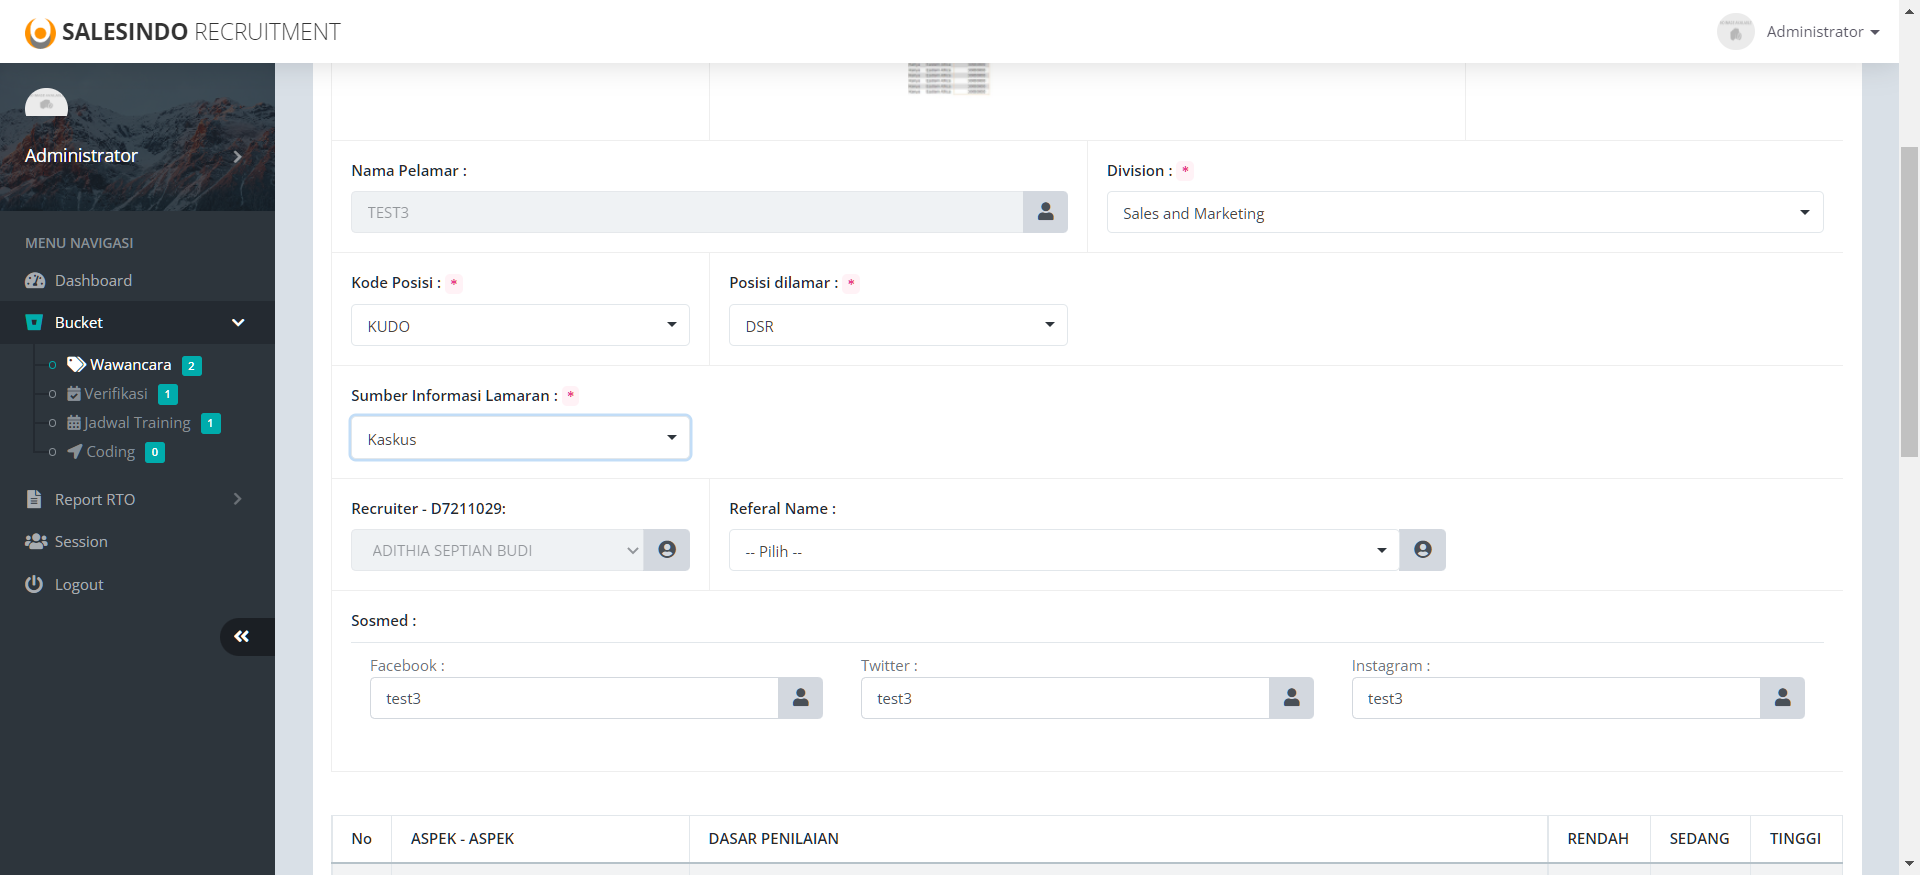 SALESINDO RECRUITMENT
Administrator
Administrator
MENU NAVIGASI
Dashboard
Bucket
Wawancara 2
Verifikasi 1
Jadwal Training 1
Coding 0
Report RTO
Session
Logout
Nama Pelamar :
TEST3
Division : *
Sales and Marketing
Kode Posisi : *
KUDO
Posisi dilamar : *
DSR
Sumber Informasi Lamaran : *
Kaskus
Recruiter - D7211029:
ADITHIA SEPTIAN BUDI
Referal Name :
-- Pilih --
Sosmed :
Facebook :
test3
Twitter :
test3
Instagram :
test3
No ASPEK - ASPEK DASAR PENILAIAN RENDAH SEDANG TINGGI